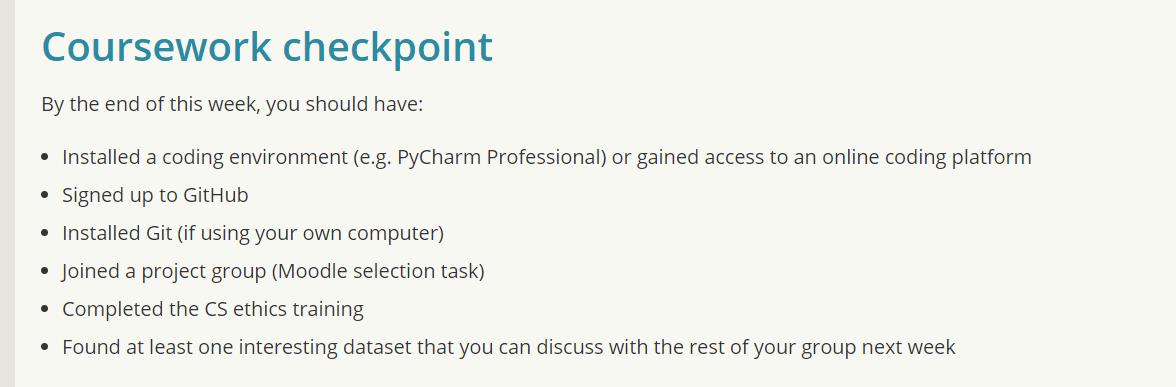 Coursework checkpoint
By the end of this week, you should have:
• Installed a coding environment (e.g. PyCharm Professional) or gained access to an online coding platform
• Signed up to GitHub
• Installed Git (if using your own computer)
• Joined a project group (Moodle selection task)
• Completed the CS ethics training
• Found at least one interesting dataset that you can discuss with the rest of your group next week